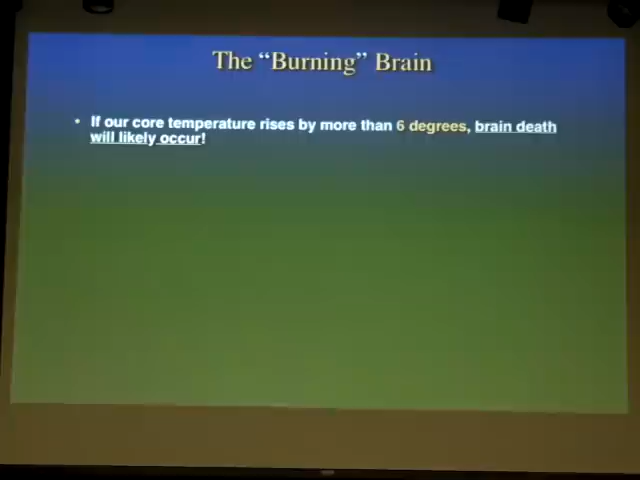 The “Burning” Brain
• If our core temperature rises by more than 6 degrees, brain death
will likely occur!